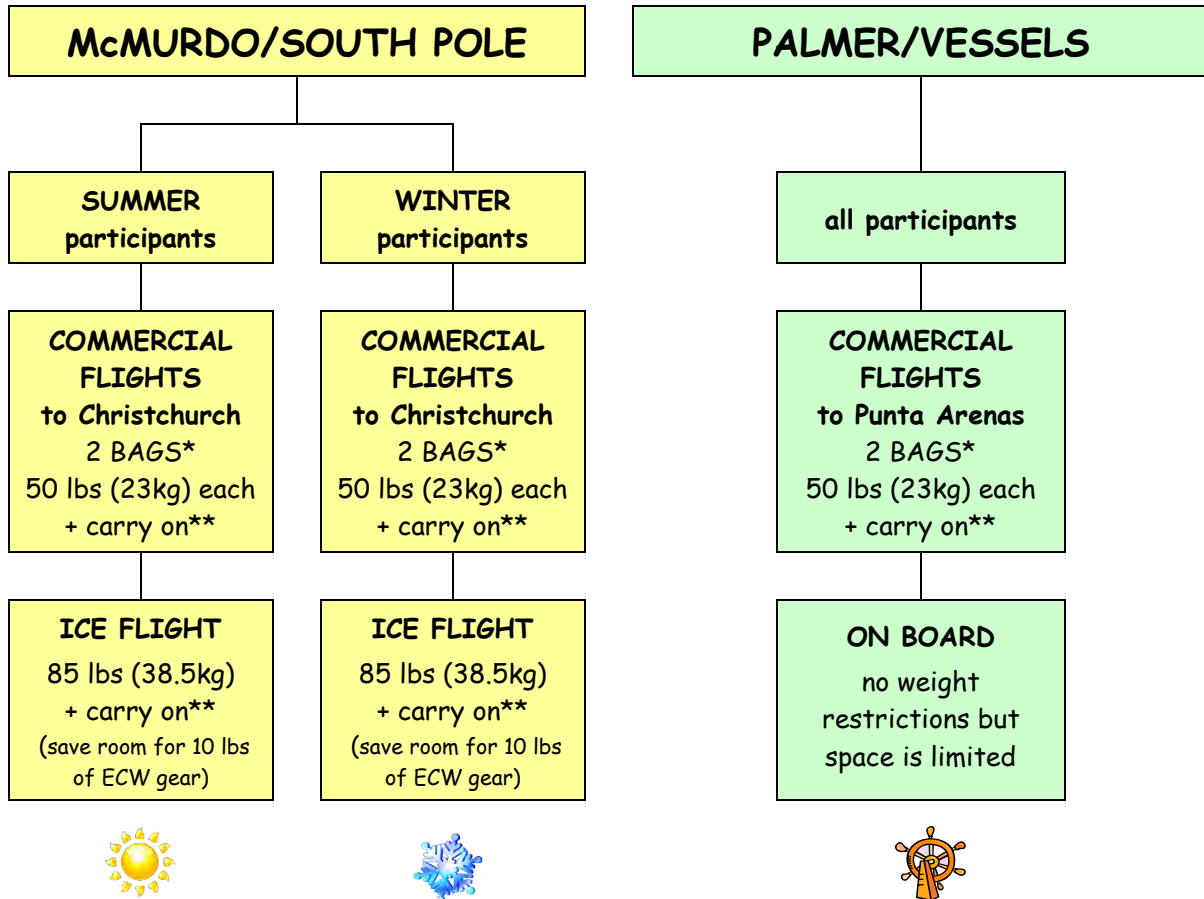 McMURDO/SOUTH POLE
SUMMER
participants
COMMERCIAL
FLIGHTS
to Christchurch
2 BAGS*
50 lbs (23kg) each
+ carry on**
ICE FLIGHT
85 lbs (38.5kg)
+ carry on**
(save room for 10 lbs
of ECW gear)
WINTER
participants
COMMERCIAL
FLIGHTS
to Christchurch
2 BAGS*
50 lbs (23kg) each
+ carry on**
ICE FLIGHT
85 lbs (38.5kg)
+ carry on**
(save room for 10 lbs
of ECW gear)
PALMER/VESSELS
all participants
COMMERCIAL
FLIGHTS
to Punta Arenas
2 BAGS*
50 lbs (23kg) each
+ carry on**
ON BOARD
no weight
restrictions but
space is limited